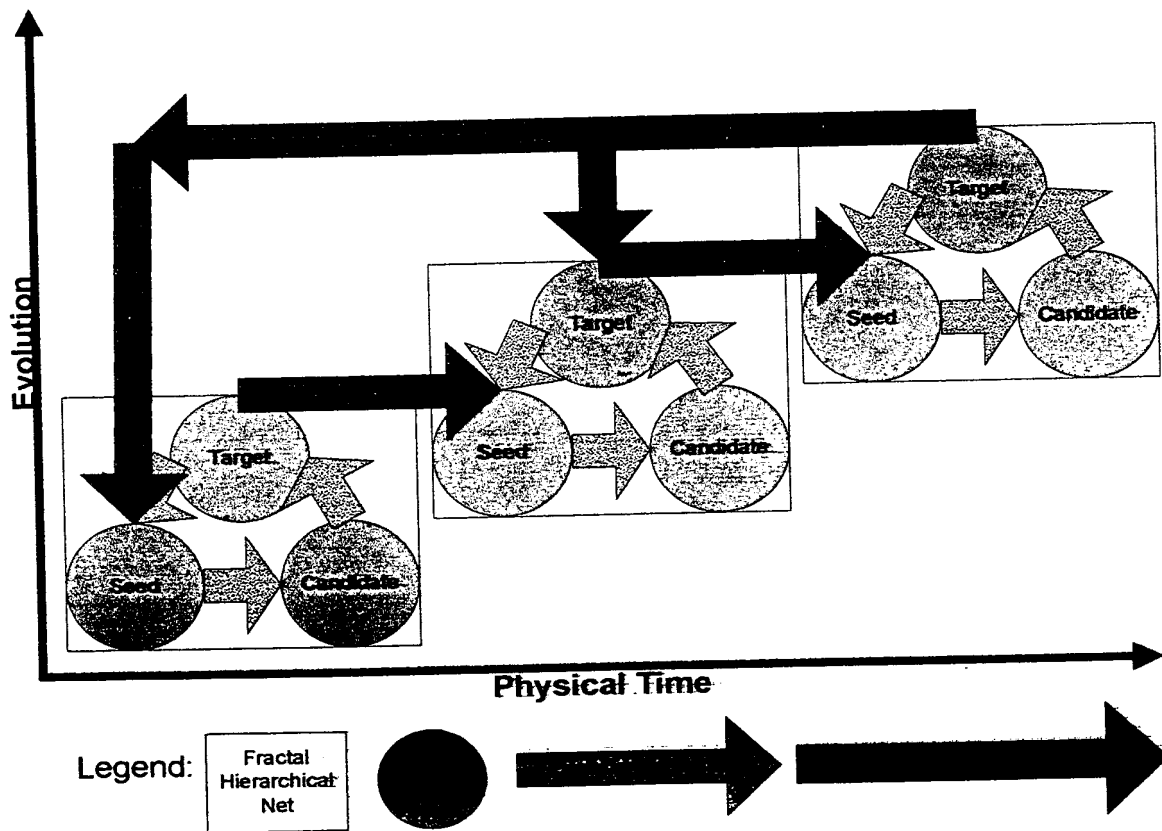 Evolution
Target
Seed
Candidate
Target
Seed
Candidate
Target
Seed
Candidate
Physical Time
Legend:
Fractal
Hierarchical
Net